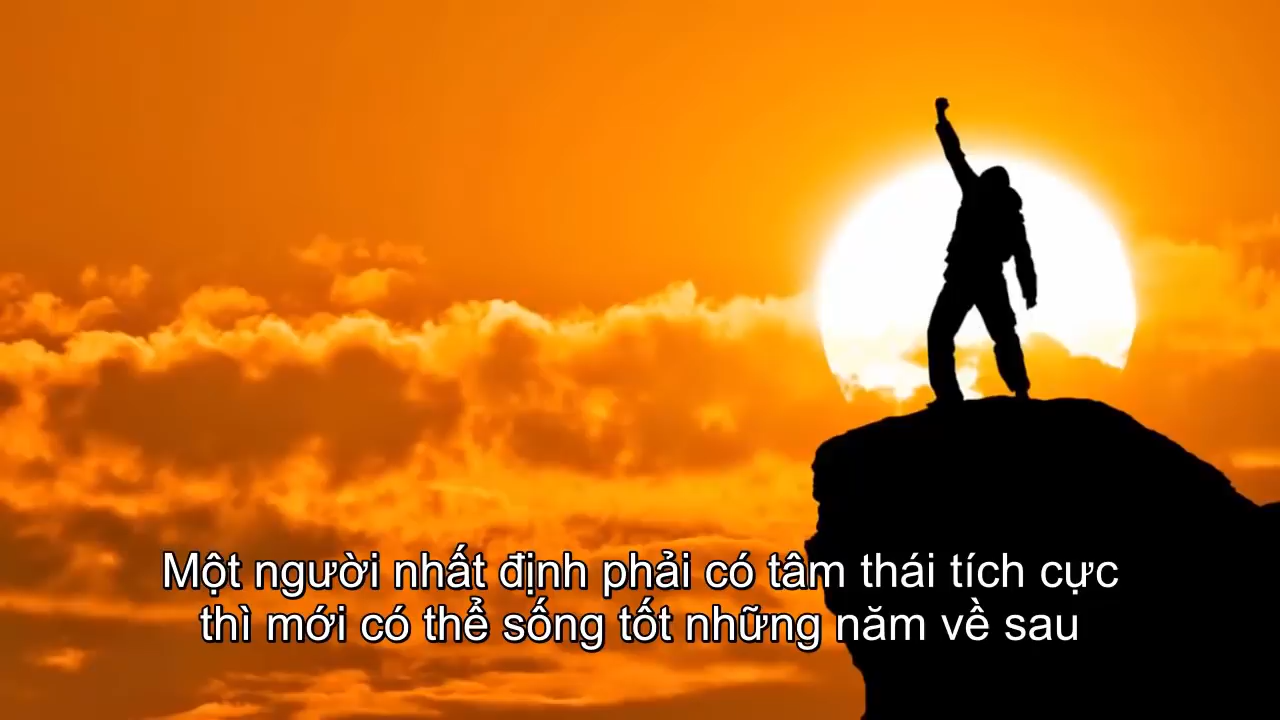 Một người nhất định phải có tâm thái tích cực
thì mới có thể sống tốt những năm về sau